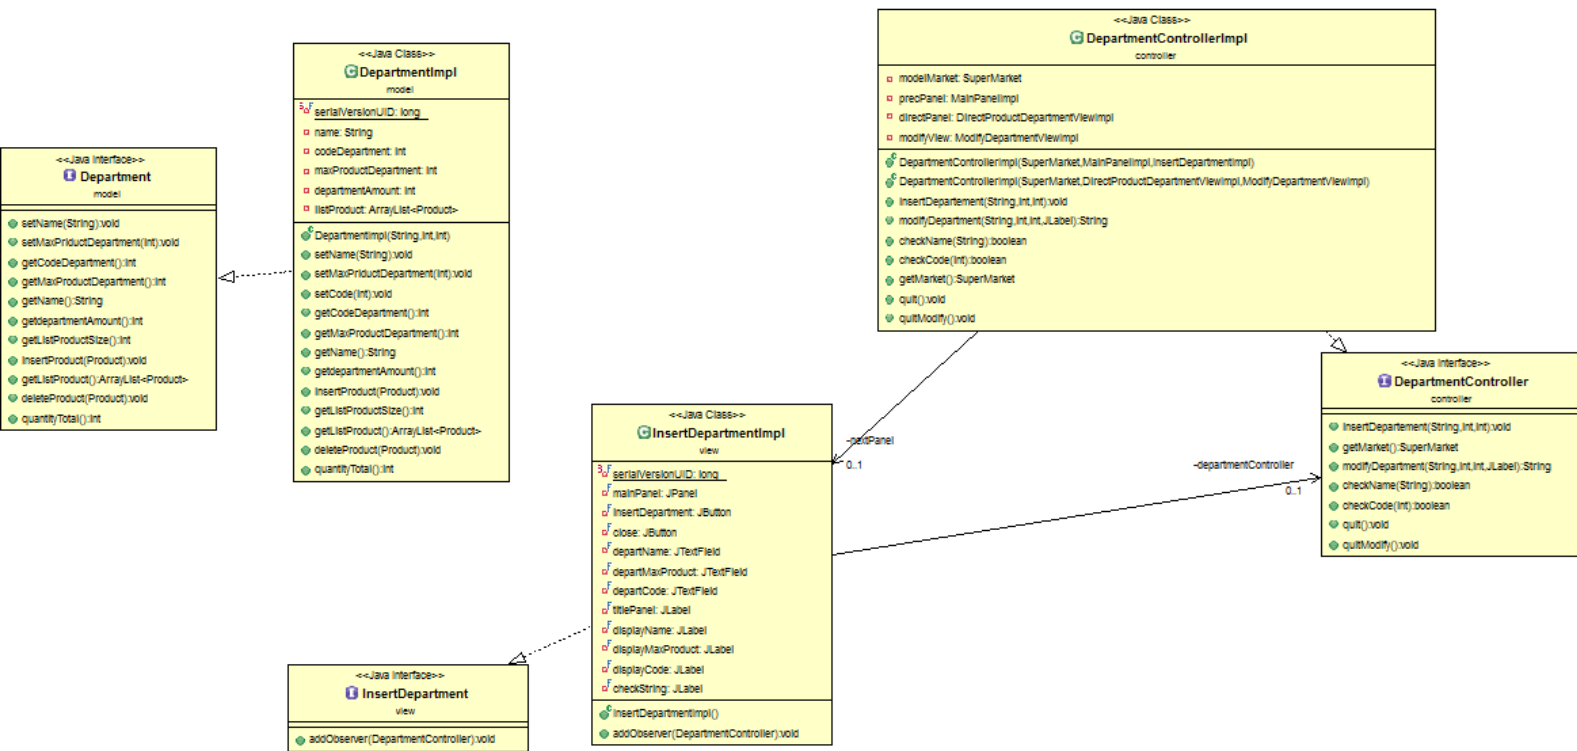 <<Java Interface>>
Department
model
setName(String):void
setMaxPriductDepartment(int):void
getCodeDepartment():int
getMaxProductDepartment():int
getName():String
getdepartmentAmount():int
getListProductSize():int
insertProduct(Product):void
getListProduct():ArrayList<Product>
deleteProduct(Product):void
quantityTotal():int
<<Java Class>>
DepartmentImpl
model
serialVersionUID: long
name: String
codeDepartment: int
maxProductDepartment: int
departmentAmount: int
listProduct: ArrayList<Product>
DepartmentImpl(String,int,int)
setName(String):void
setMaxPriductDepartment(int):void
setCode(int):void
getCodeDepartment():int
getMaxProductDepartment():int
getName():String
getdepartmentAmount():int
insertProduct(Product):void
getListProductSize():int
getListProduct():ArrayList<Product>
deleteProduct(Product):void
quantityTotal():int
<<Java Class>>
DepartmentControllerImpl
controller
modelMarket: SuperMarket
precPanel: MainPanelImpl
directPanel: DirectProductDepartmentViewImpl
modifyView: ModifyDepartmentViewImpl
DepartmentControllerImpl(SuperMarket,MainPanelImpl,InsertDepartmentImpl)
DepartmentControllerImpl(SuperMarket,DirectProductDepartmentViewImpl,ModifyDepartmentViewImpl)
insertDepartement(String,int,int):void
modifyDepartment(String,int,int,JLabel):String
checkName(String):boolean
checkCode(int):boolean
getMarket():SuperMarket
quit():void
quitModify():void
<<Java Interface>>
DepartmentController
controller
insertDepartement(String,int,int):void
getMarket():SuperMarket
modifyDepartment(String,int,int,JLabel):String
checkName(String):boolean
checkCode(int):boolean
quit():void
quitModify():void
-nextPanel
0..1
-departmentController
0..1
<<Java Class>>
InsertDepartmentImpl
view
serialVersionUID: long
mainPanel: JPanel
insertDepartment: JButton
close: JButton
departName: JTextField
departMaxProduct: JTextField
departCode: JTextField
titlePanel: JLabel
displayName: JLabel
displayMaxProduct: JLabel
displayCode: JLabel
checkString: JLabel
InsertDepartmentImpl()
addObserver(DepartmentController):void
<<Java Interface>>
InsertDepartment
view
addObserver(DepartmentController):void